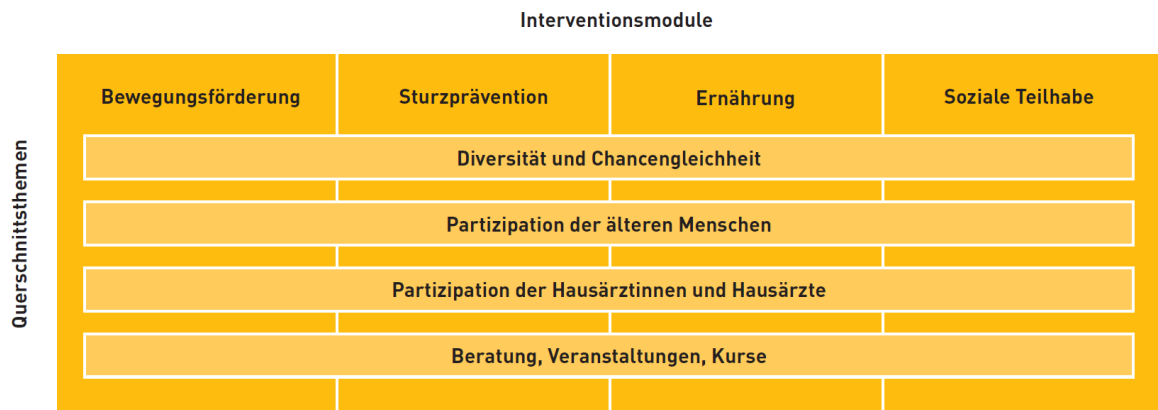 Interventionsmodule
Bewegungsförderung
Sturzprävention
Ernährung
Soziale Teilhabe
Querschnittsthemen
Diversität und Chancengleichheit
Partizipation der älteren Menschen
Partizipation der Hausärztinnen und Hausärzte
Beratung, Veranstaltungen, Kurse